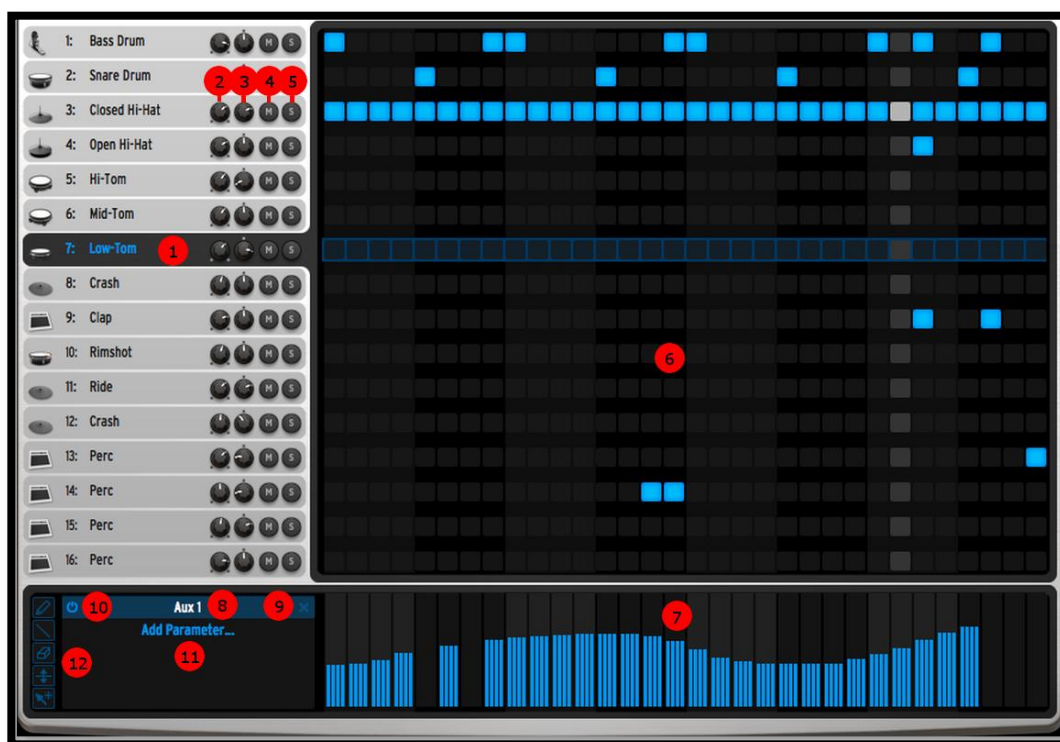 1: Bass Drum M S
2: Snare Drum 2 3 4 5
3: Closed Hi-Hat M S
4: Open Hi-Hat M S
5: Hi-Tom M S
6: Mid-Tom M S
7: Low-Tom 1 M S
8: Crash M S
9: Clap M S
10: Rimshot M S 6
11: Ride M S
12: Crash M S
13: Perc M S
14: Perc M S
15: Perc M S
16: Perc M S
10 Aux 1 8 9 7
Add Parameter...
12 11